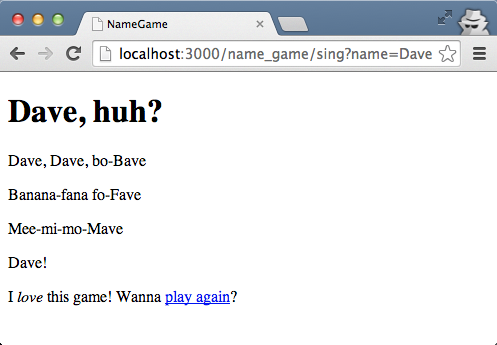 NameGame
localhost:3000/name_game/sing?name=Dave
Dave, huh?
Dave, Dave, bo-Bave
Banana-fana fo-Fave
Mee-mi-mo-Mave
Dave!
I love this game! Wanna play again?